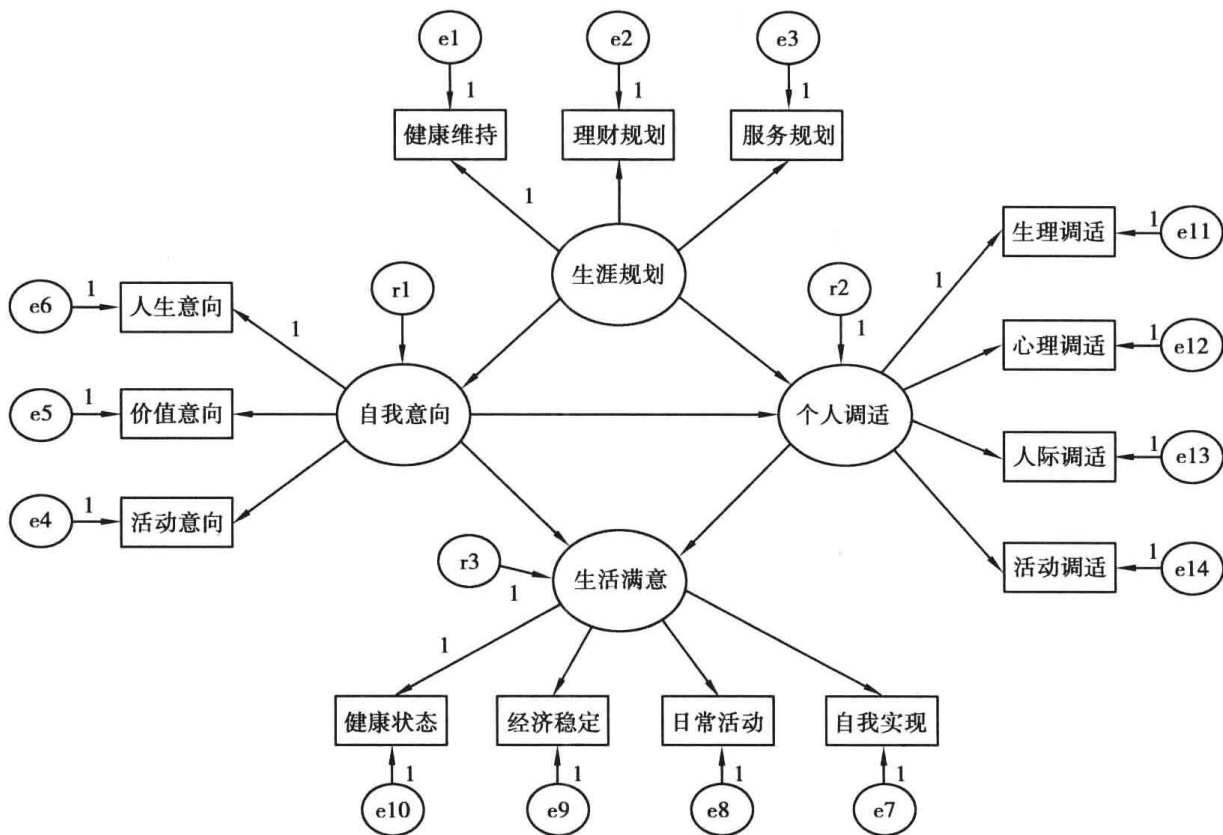 e1
e2
e3
1
1
1
健康维持
理财规划
服务规划
1
生涯规划
生理调适
1
e11
1
r1
r2
1
e6
1
人生意向
1
心理调适
1
e12
e5
1
价值意向
自我意向
个人调适
人际调适
1
e13
e4
1
活动意向
r3
1
生活满意
活动调适
1
e14
1
健康状态
经济稳定
日常活动
自我实现
1
1
1
1
e10
e9
e8
e7